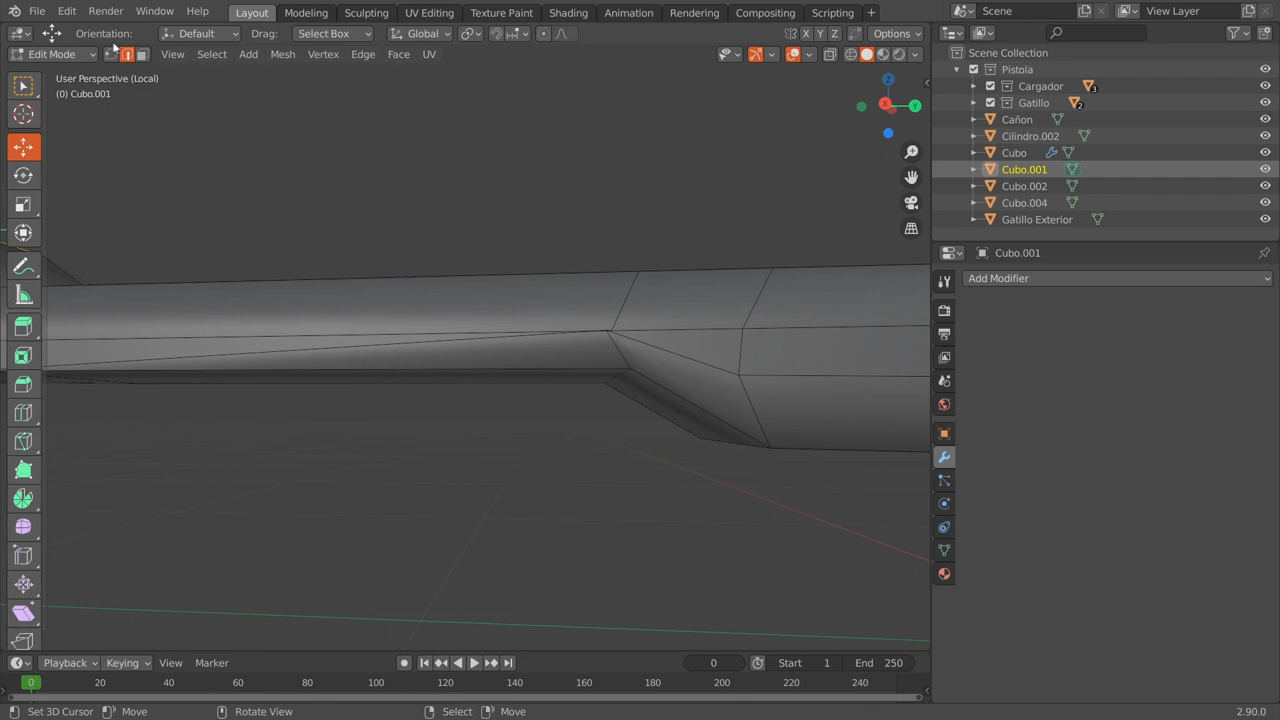 File Edit Render Window Help Layout Modeling Sculpting UV Editing Texture Paint Shading Animation Rendering Compositing Scripting + Scene View Layer
Orientation: Default Drag: Select Box Global X Y Z Options
Edit Mode View Select Add Mesh Vertex Edge Face UV
User Perspective (Local)
(0) Cubo.001
Z
X
Y
Scene Collection
Pistola
Cargador 3
Gatillo 2
Cañon
Cilindro.002
Cubo
Cubo.001
Cubo.002
Cubo.004
Gatillo Exterior
Cubo.001
Add Modifier
Playback Keying View Marker 0 Start 1 End 250
0 20 40 60 80 100 120 140 160 180 200 220 240
Set 3D Cursor Move Rotate View Select Move 2.90.0